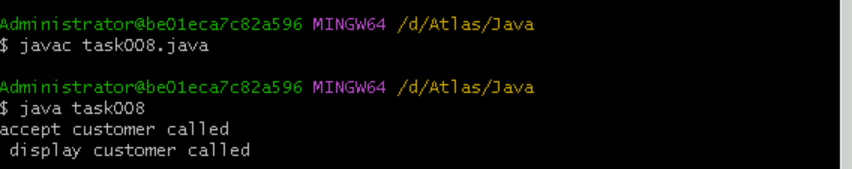 Administrator@be01eca7c82a596 MINGW64 /d/Atlas/Java
$ javac task008.java
Administrator@be01eca7c82a596 MINGW64 /d/Atlas/Java
$ java task008
accept customer called
 display customer called